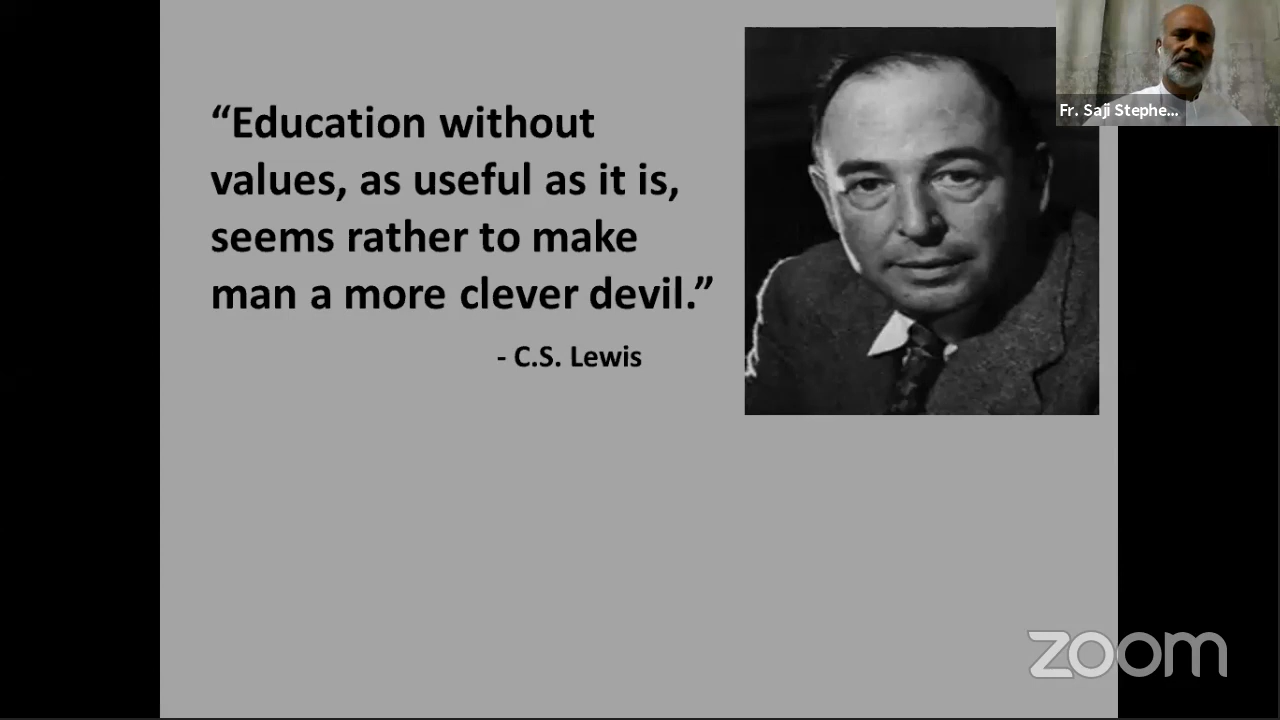 “Education without
values, as useful as it is,
seems rather to make
man a more clever devil.”
- C.S. Lewis
Fr. Saji Stephe...
zoom